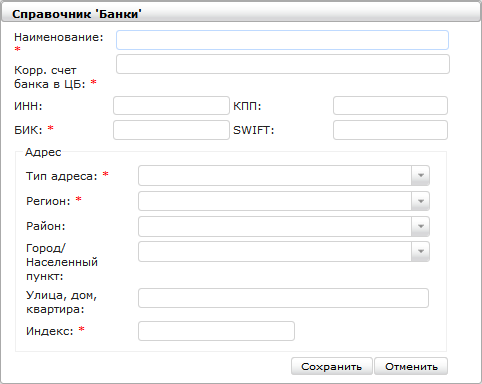 Справочник 'Банки'
Наименование:
*
Корр. счет
банка в ЦБ: *
ИНН: КПП:
БИК: * SWIFT:
Адрес
Тип адреса: *
Регион: *
Район:
Город/
Населенный
пункт:
Улица, дом,
квартира:
Индекс: *
Сохранить Отменить